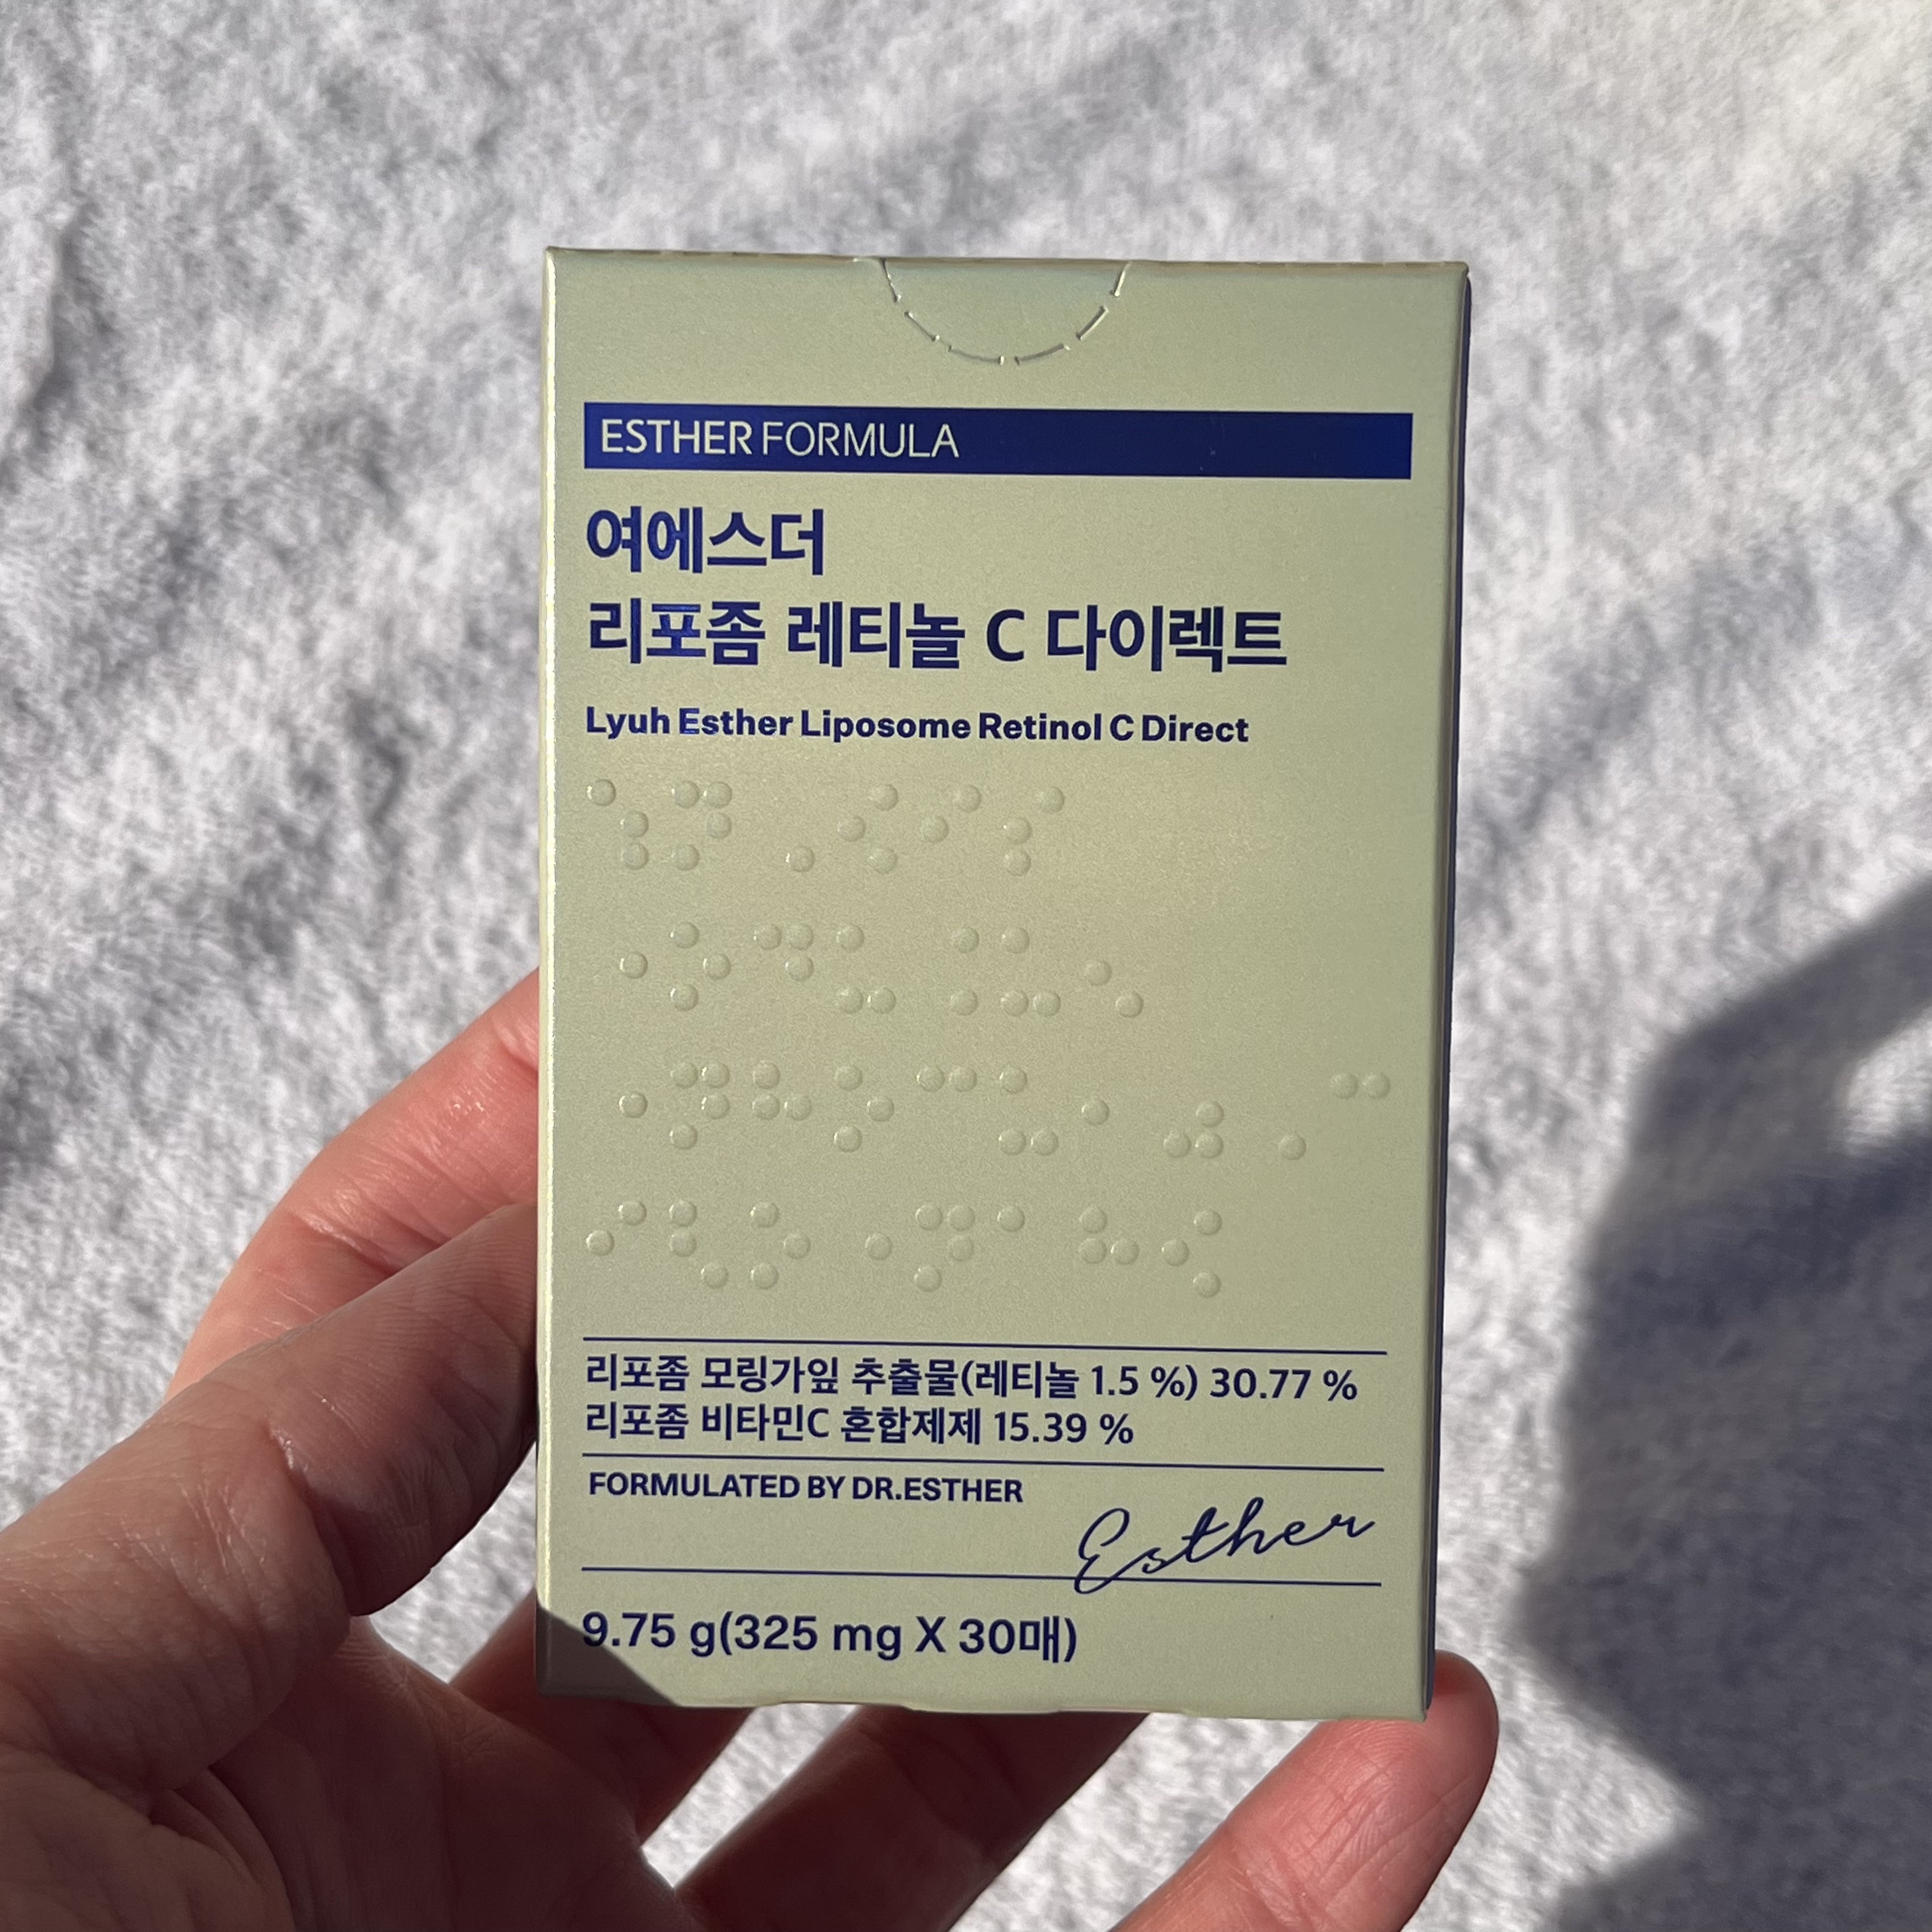 ESTHER FORMULA
여에스더
리포좀 레티놀 C 다이렉트
Lyuh Esther Liposome Retinol C Direct
리포좀 모링가잎 추출물(레티놀 1.5 %) 30.77 %
리포좀 비타민C 혼합제제 15.39 %
FORMULATED BY DR.ESTHER
Esther
9.75 g(325 mg X 30매)